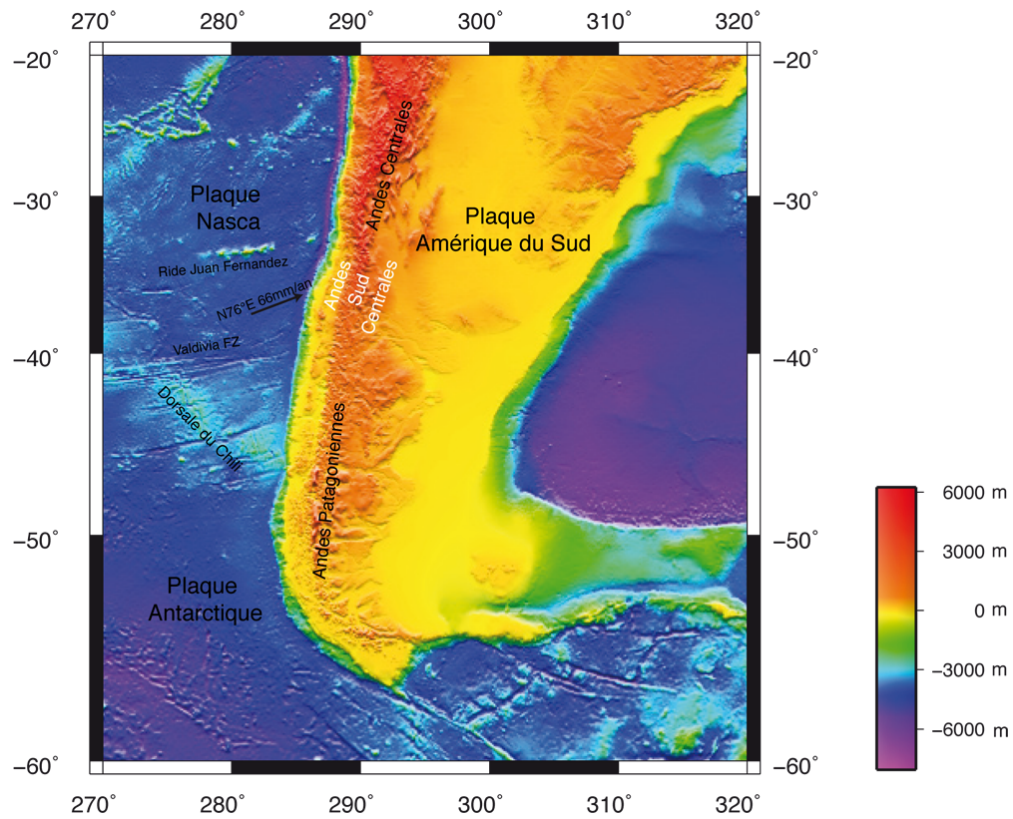 270° 280° 290° 300° 310° 320°
−20° −20°
Andes Centrales
−30° −30°
Plaque
Nasca
Plaque
Amérique du Sud
Ride Juan Fernandez
Andes
Sud
Centrales
N76°E 66mm/an
Valdivia FZ
−40° −40°
Dorsale du Chili
Andes Patagoniennes
−50° −50°
Plaque
Antarctique
−60° −60°
270° 280° 290° 300° 310° 320°
6000 m
3000 m
0 m
−3000 m
−6000 m